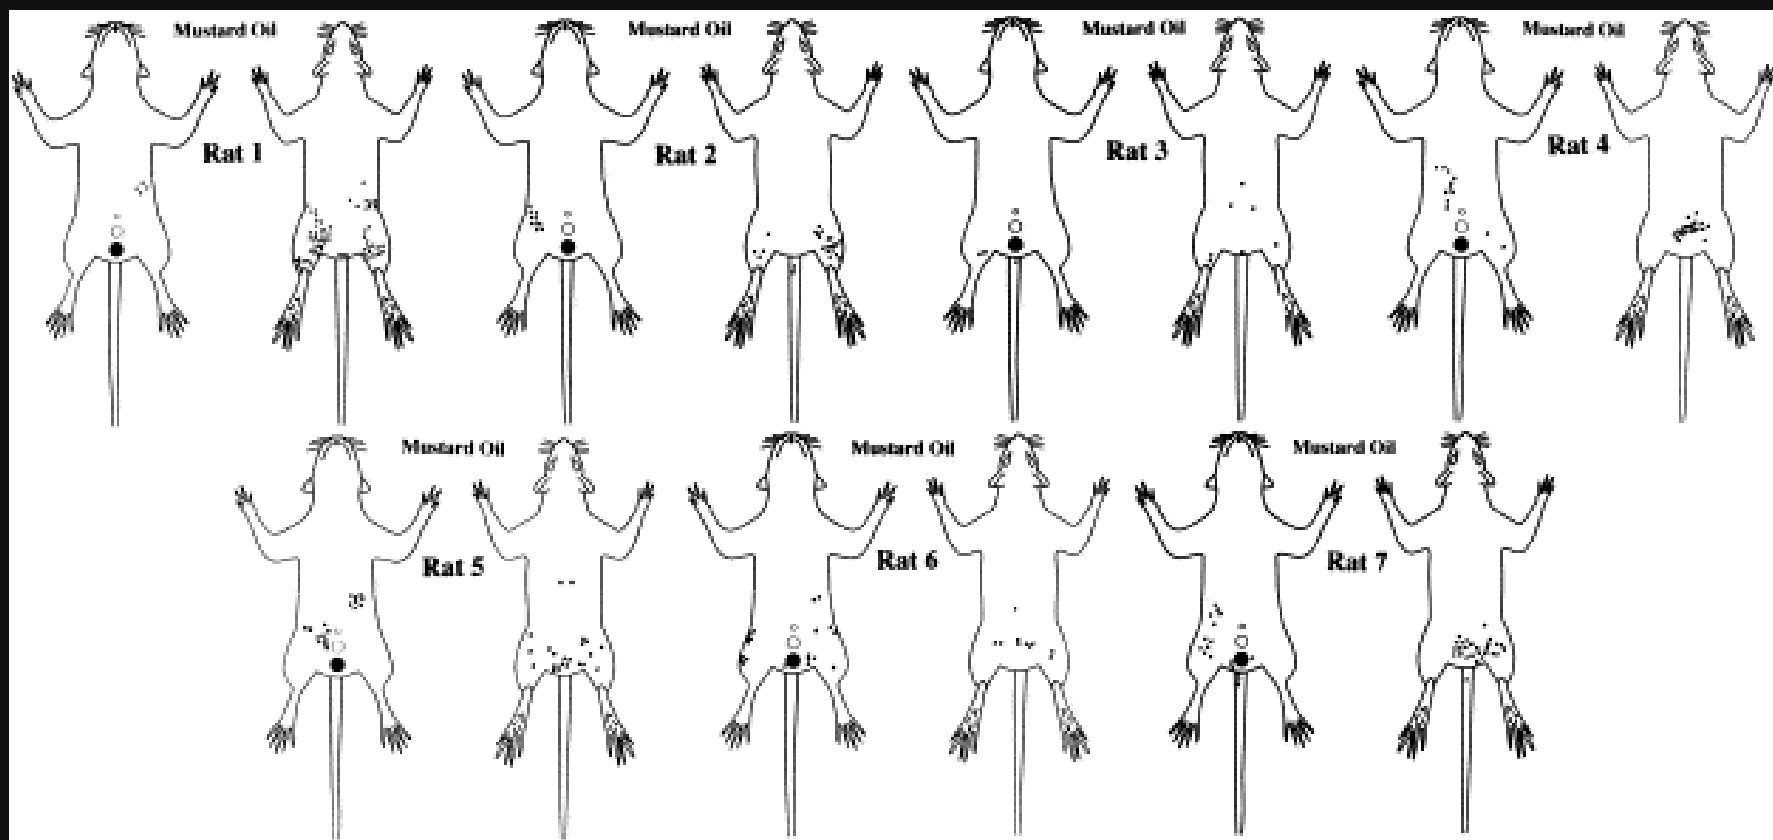 Mustard Oil
Mustard Oil
Mustard Oil
Mustard Oil
Rat 1
Rat 2
Rat 3
Rat 4
Mustard Oil
Mustard Oil
Mustard Oil
Rat 5
Rat 6
Rat 7